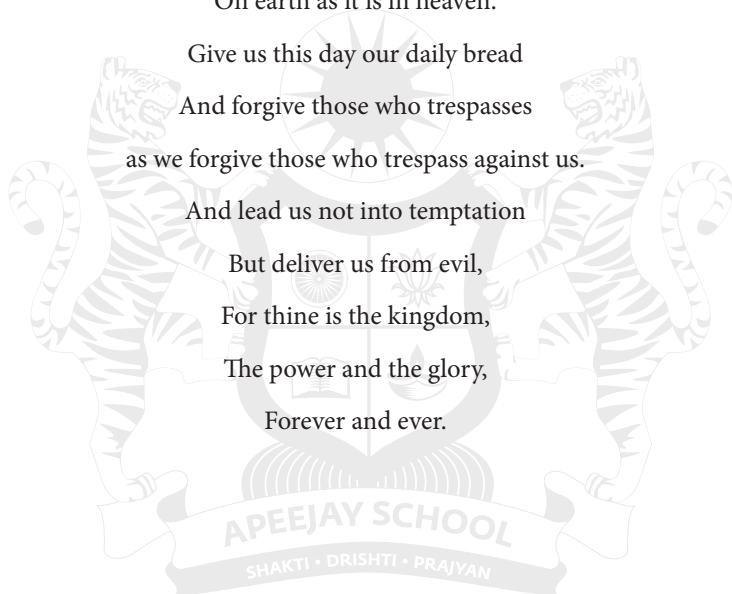 On earth as it is in heaven.
Give us this day our daily bread
And forgive those who trespasses
as we forgive those who trespass against us.
And lead us not into temptation
But deliver us from evil,
For thine is the kingdom,
The power and the glory,
Forever and ever.
APEEJAY SCHOOL
SHAKTI • DRISHTI • PRAJYAN